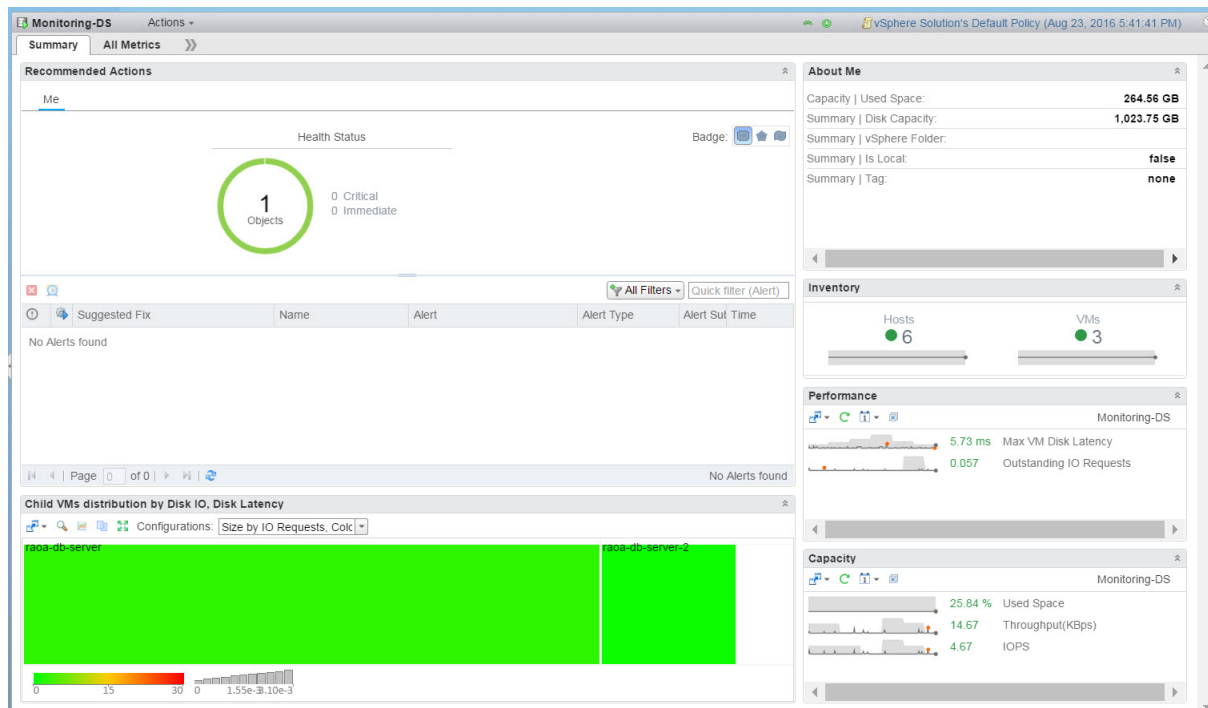 Monitoring-DS Actions vSphere Solution's Default Policy (Aug 23, 2016 5:41:41 PM)
Summary All Metrics
Recommended Actions
Me
Health Status
Badge:
1
Objects
0 Critical
0 Immediate
All Filters Quick filter (Alert)
Suggested Fix Name Alert Alert Type Alert Sub Time
No Alerts found
Page 0 of 0 No Alerts found
Child VMs distribution by Disk IO, Disk Latency
Configurations: Size by IO Requests, Colc
raoa-db-server raoa-db-server-2
0 15 30 0 1.55e-3 3.10e-3
About Me
Capacity | Used Space: 264.56 GB
Summary | Disk Capacity: 1,023.75 GB
Summary | vSphere Folder:
Summary | Is Local: false
Summary | Tag: none
Inventory
Hosts VMs
6 3
Performance
Monitoring-DS
5.73 ms Max VM Disk Latency
0.057 Outstanding IO Requests
Capacity
Monitoring-DS
25.84 % Used Space
14.67 Throughput(KBps)
4.67 IOPS